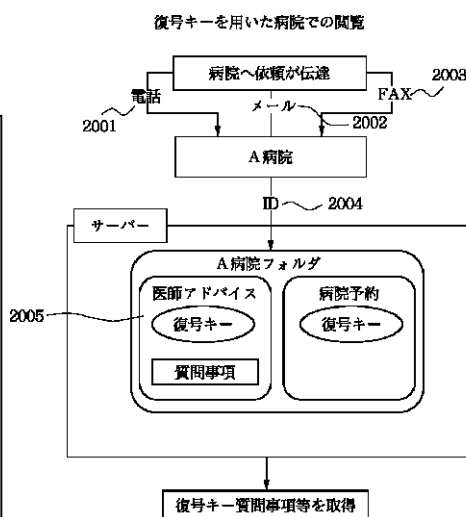 復号キーを用いた病院での閲覧
病院へ依頼が伝達
2003
電話
FAX
メール
2001
2002
A病院
ID
2004
サーバー
A病院フォルダ
医師アドバイス
病院予約
2005
復号キー
復号キー
質問事項
復号キー質問事項等を取得